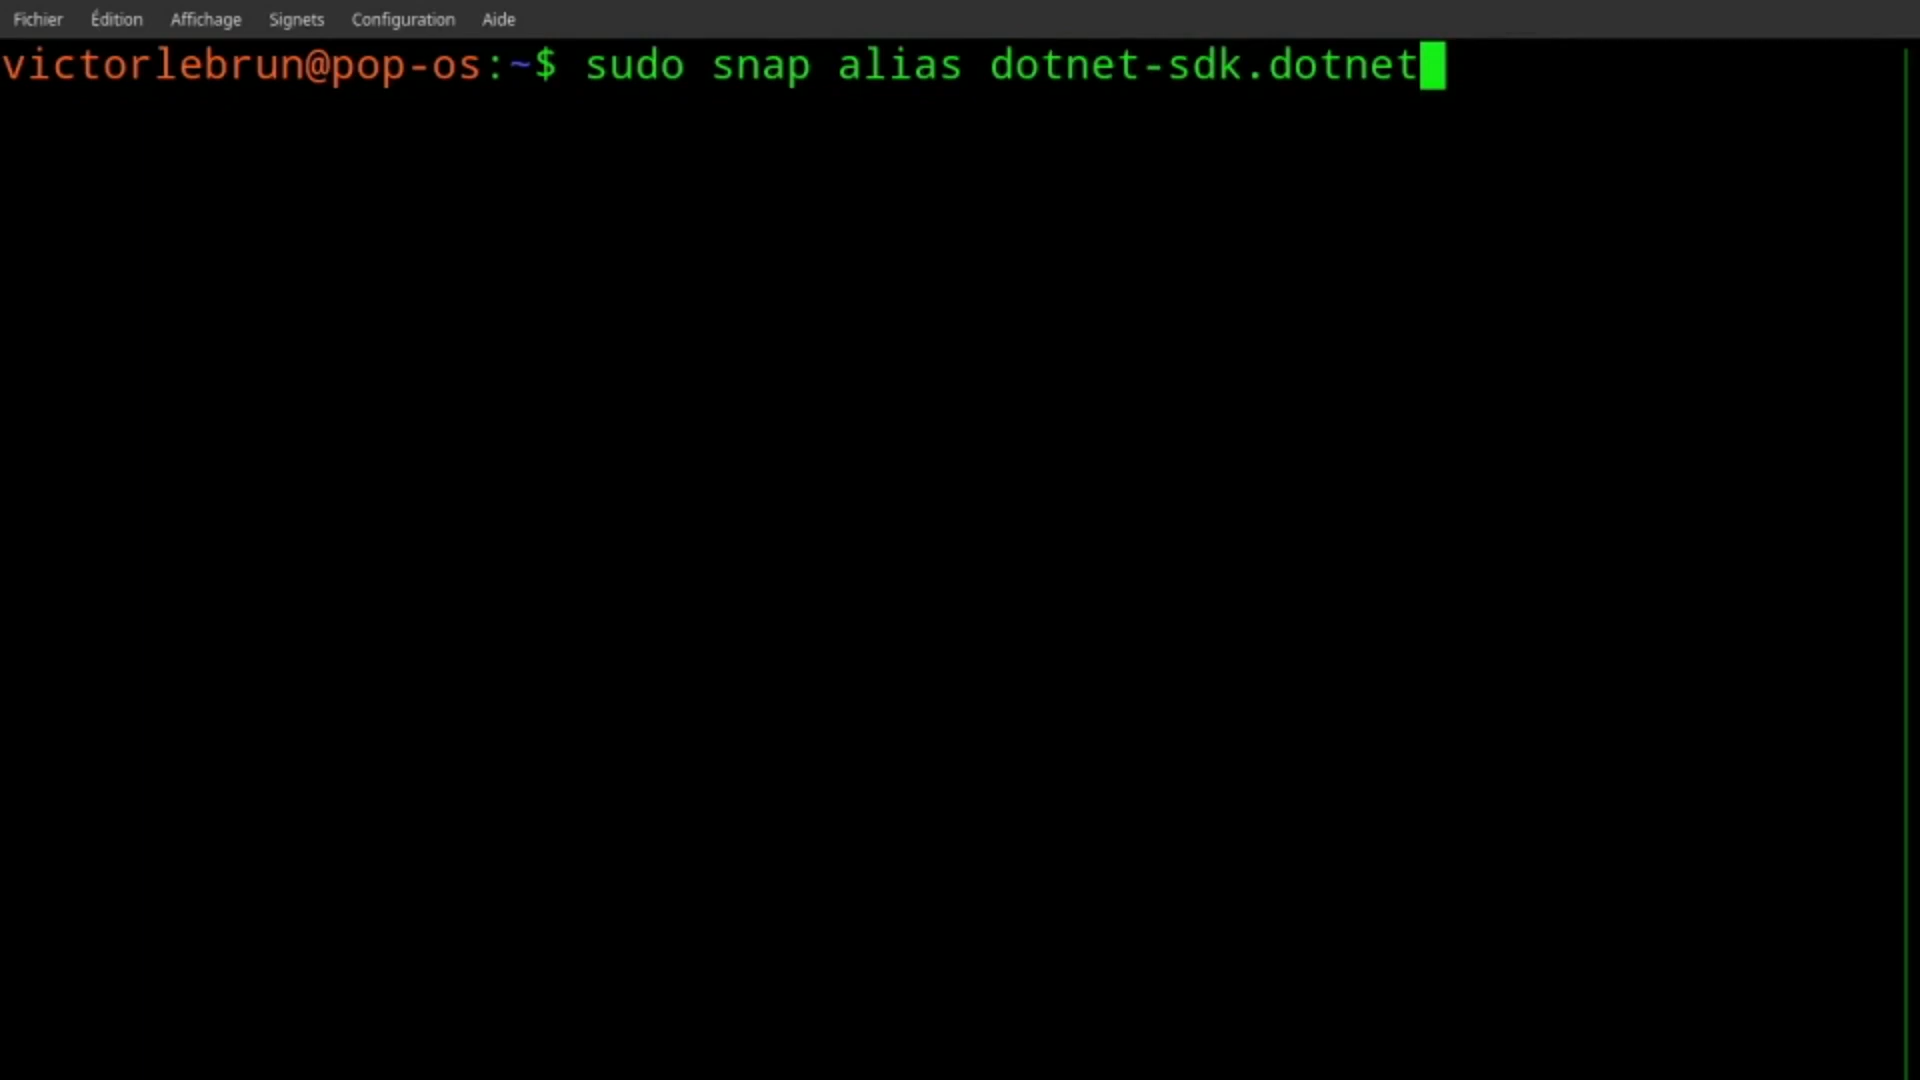 Fichier Édition Affichage Signets Configuration Aide
victorlebrun@pop-os:~$ sudo snap alias dotnet-sdk.dotnet